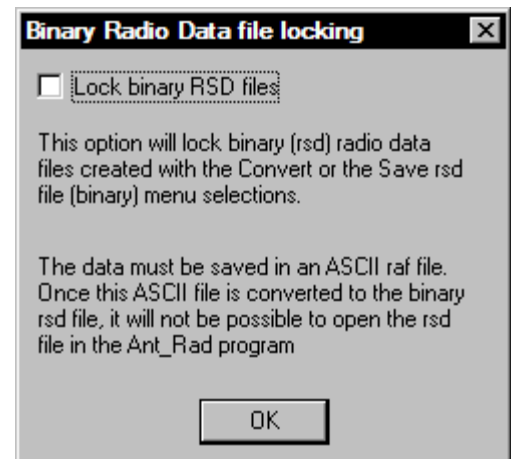 Binary Radio Data file locking
Lock binary RSD files
This option will lock binary (rsd) radio data
files created with the Convert or the Save rsd
file (binary) menu selections.
The data must be saved in an ASCII raf file.
Once this ASCII file is converted to the binary
rsd file, it will not be possible to open the rsd
file in the Ant_Rad program
OK